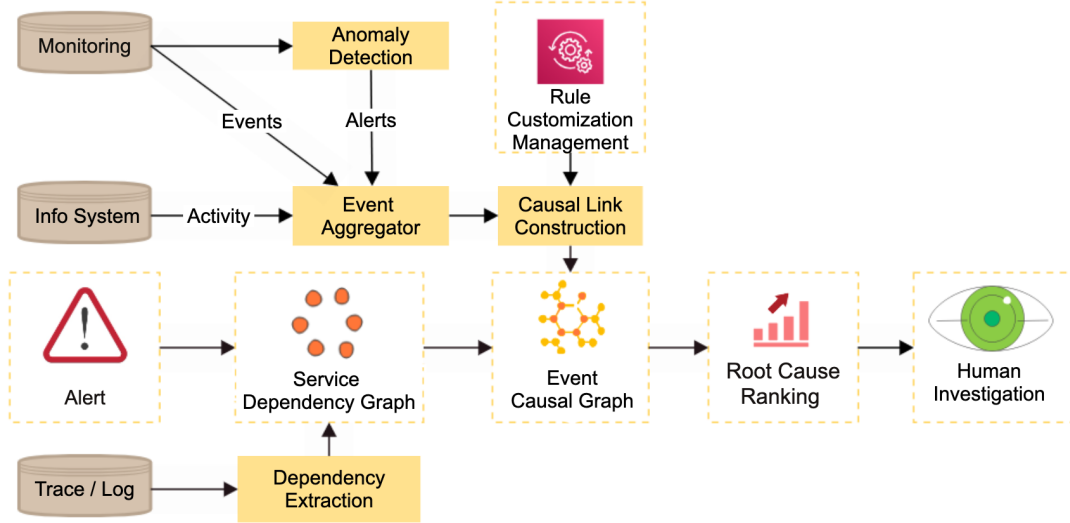 Monitoring
Anomaly
Detection
Events
Alerts
Rule
Customization
Management
Info System
Activity
Event
Aggregator
Causal Link
Construction
Alert
Service
Dependency Graph
Event
Causal Graph
Root Cause
Ranking
Human
Investigation
Trace / Log
Dependency
Extraction